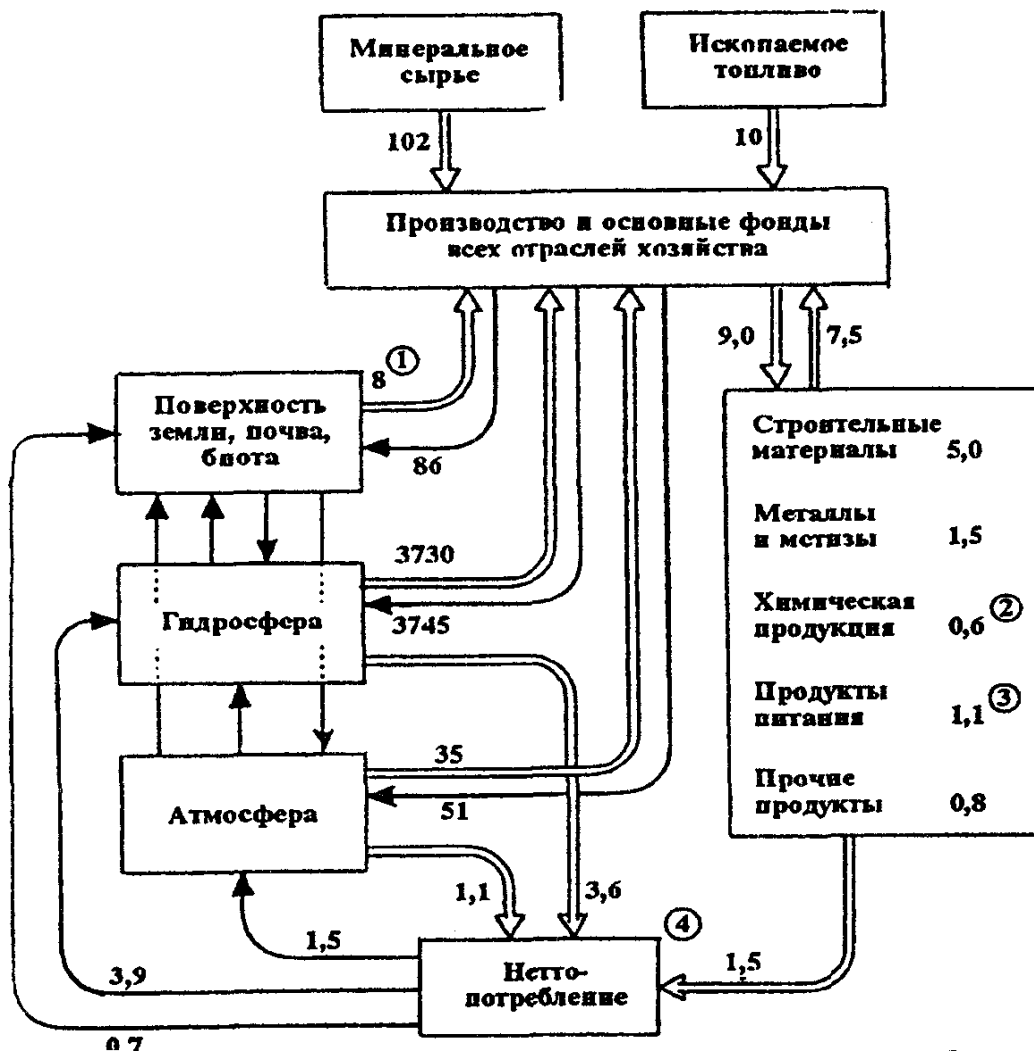 Минеральное
сырье
Ископаемое
топливо
102
10
Производство и основные фонды
всех отраслей хозяйства
9,0
7,5
8 ①
Поверхность
земли, почва,
биота
86
Строительные
материалы 5,0
Металлы
и метизы 1,5
Химическая
продукция 0,6 ②
Продукты
питания 1,1 ③
Прочие
продукты 0,8
3730
Гидросфера
3745
35
Атмосфера
51
1,1
3,6
④
1,5
Нетто-
потребление
1,5
3,9
0,7